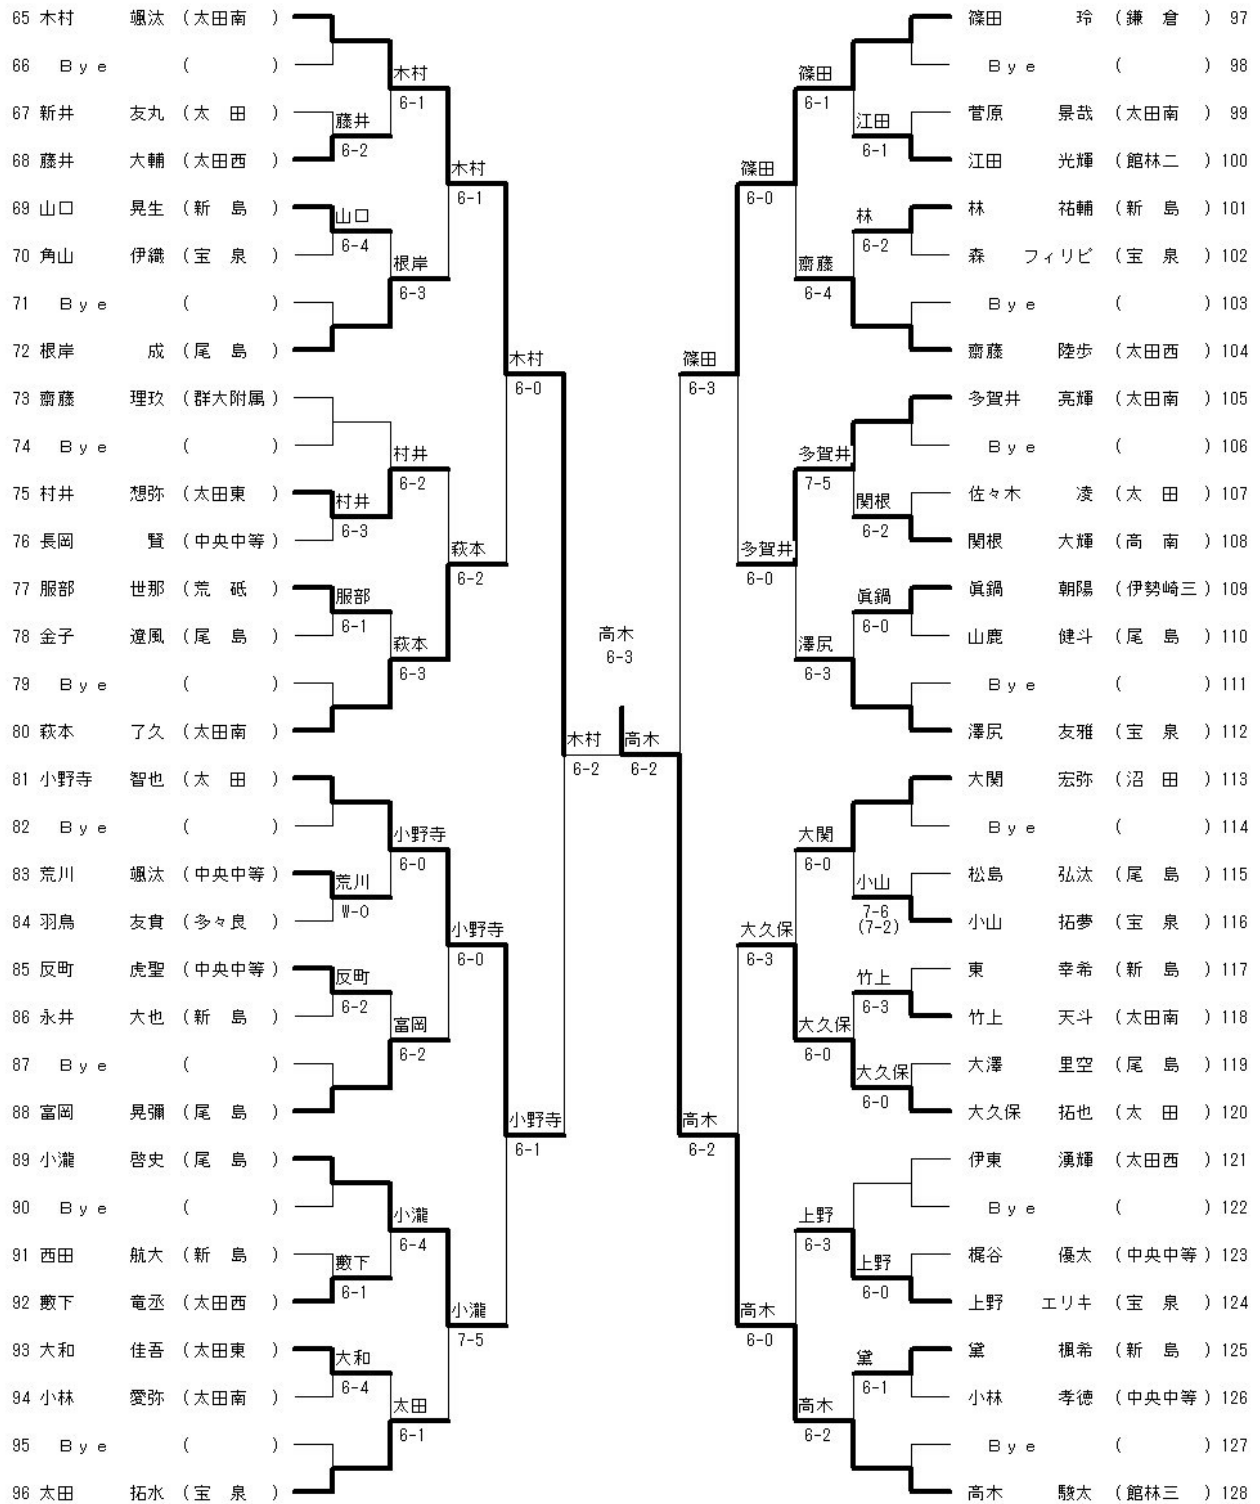 65 木村 颯汰 (太田南)
66 Bye ( )
67 新井 友丸 (太 田)
68 藤井 大輔 (太田西)
69 山口 晃生 (新 島)
70 角山 伊織 (宝 泉)
71 Bye ( )
72 根岸 成 (尾 島)
73 齋藤 理玖 (群大附属)
74 Bye ( )
75 村井 想弥 (太田東)
76 長岡 賢 (中央中等)
77 服部 世那 (荒 砥)
78 金子 遼風 (尾 島)
79 Bye ( )
80 萩本 了久 (太田南)
81 小野寺 智也 (太 田)
82 Bye ( )
83 荒川 颯汰 (中央中等)
84 羽鳥 友貴 (多々良)
85 反町 虎聖 (中央中等)
86 永井 大也 (新 島)
87 Bye ( )
88 富岡 晃彌 (尾 島)
89 小瀧 啓史 (尾 島)
90 Bye ( )
91 西田 航大 (新 島)
92 藪下 竜丞 (太田西)
93 大和 佳吾 (太田東)
94 小林 愛弥 (太田南)
95 Bye ( )
96 太田 拓水 (宝 泉)
藤井
6-2
山口
6-4
村井
6-3
服部
6-1
荒川
W-O
反町
6-2
藪下
6-1
大和
6-4
木村
6-1
根岸
6-3
村井
6-2
萩本
6-3
小野寺
6-0
富岡
6-2
小瀧
6-4
太田
6-1
木村
6-1
萩本
6-2
小野寺
6-0
小瀧
7-5
木村
6-0
小野寺
6-1
木村
6-2
高木
6-3
高木
6-2
篠田
6-3
高木
6-2
篠田
6-0
多賀井
6-0
大久保
6-3
高木
6-0
篠田
6-1
齋藤
6-4
多賀井
7-5
澤尻
6-3
大関
6-0
大久保
6-0
上野
6-3
高木
6-2
江田
6-1
林
6-2
関根
6-2
眞鍋
6-0
小山
7-6
(7-2)
竹上
6-3
大久保
6-0
上野
6-0
黛
6-1
篠田 玲 (鎌 倉) 97
Bye ( ) 98
菅原 景哉 (太田南) 99
江田 光輝 (館林二) 100
林 祐輔 (新 島) 101
森 フィリピ (宝 泉) 102
Bye ( ) 103
齋藤 陸歩 (太田西) 104
多賀井 亮輝 (太田南) 105
Bye ( ) 106
佐々木 凌 (太 田) 107
関根 大輝 (高 南) 108
眞鍋 朝陽 (伊勢崎三) 109
山鹿 健斗 (尾 島) 110
Bye ( ) 111
澤尻 友雅 (宝 泉) 112
大関 宏弥 (沼 田) 113
Bye ( ) 114
松島 弘汰 (尾 島) 115
小山 拓夢 (宝 泉) 116
東 幸希 (新 島) 117
竹上 天斗 (太田南) 118
大澤 里空 (尾 島) 119
大久保 拓也 (太 田) 120
伊東 湧輝 (太田西) 121
Bye ( ) 122
梶谷 優太 (中央中等) 123
上野 エリキ (宝 泉) 124
黛 楓希 (新 島) 125
小林 孝徳 (中央中等) 126
Bye ( ) 127
高木 駿太 (館林三) 128